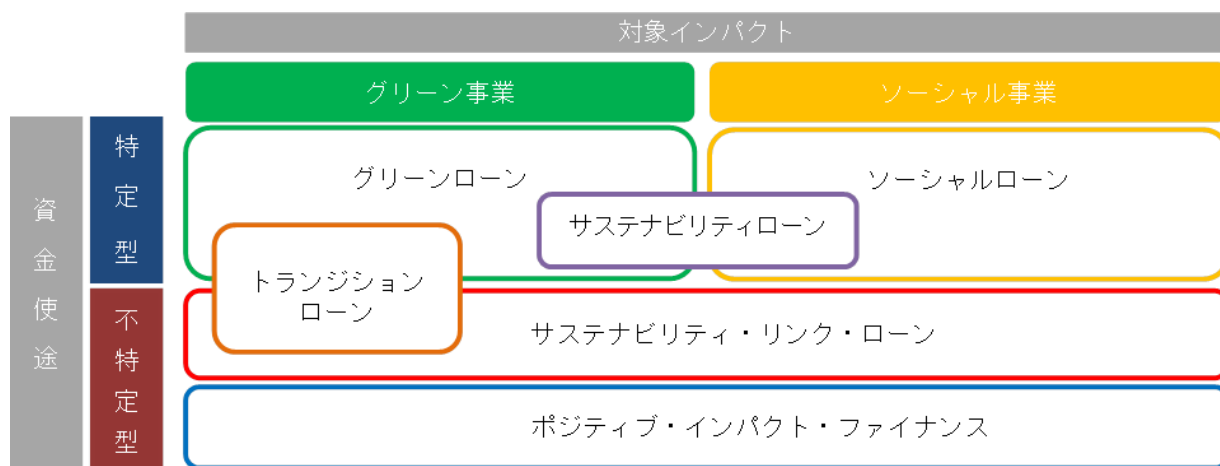 対象インパクト
グリーン事業
ソーシャル事業
資金使途
特定型
グリーンローン
ソーシャルローン
サステナビリティローン
トランジション
ローン
不特定型
サステナビリティ・リンク・ローン
ポジティブ・インパクト・ファイナンス